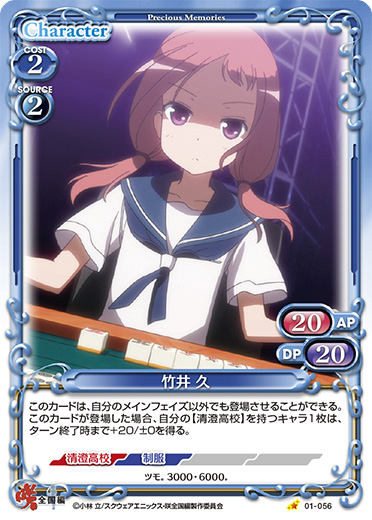 Precious Memories
Character
COST
2
SOURCE
2
20 AP
DP 20
竹井 久
このカードは、自分のメインフェイズ以外でも登場させることができる。
このカードが登場した場合、自分の【清澄高校】を持つキャラ1枚は、
ターン終了時まで+20/±0を得る。
清澄高校 制服
ツモ。3000・6000。
咲 全国編
©小林 立/スクウェアエニックス・咲全国編製作委員会
01-056